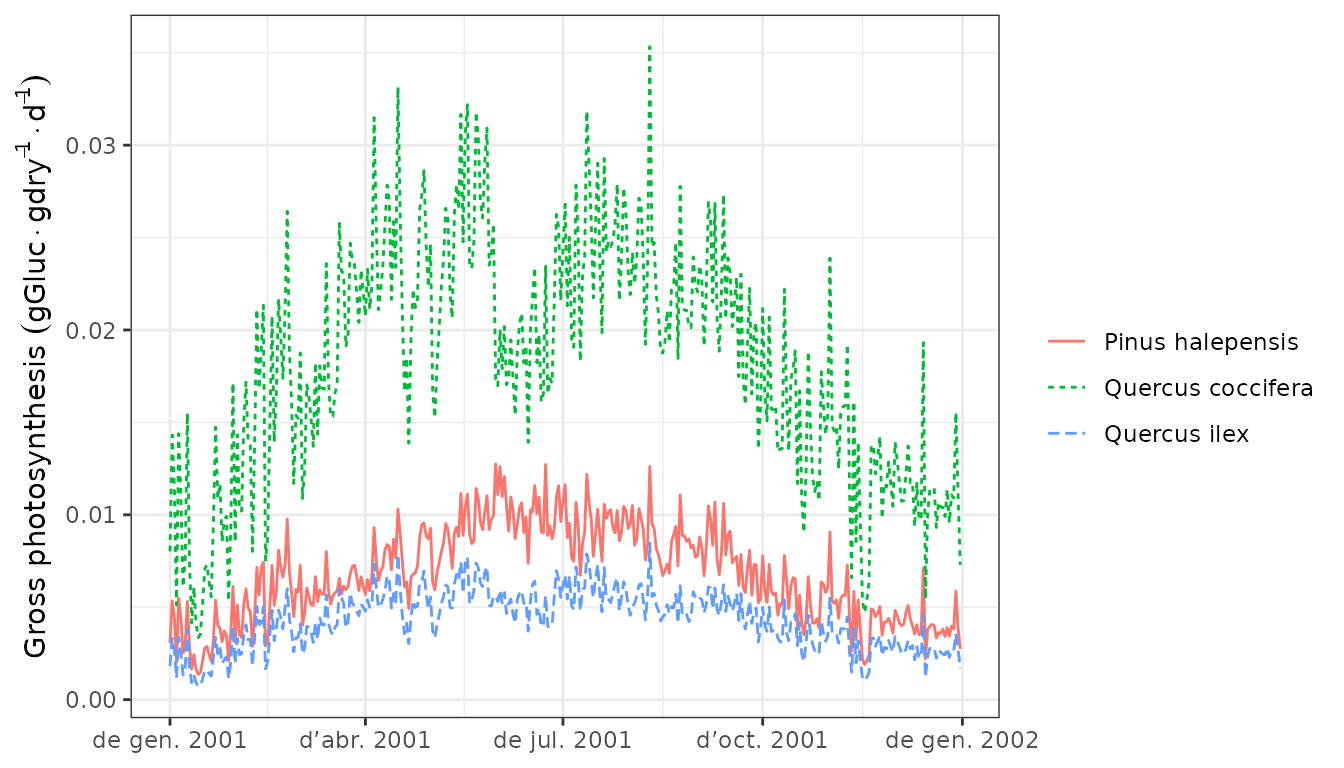 Gross photosynthesis (gGluc · gdry⁻¹ · d⁻¹)
0.03
0.02
0.01
0.00
de gen. 2001 d’abr. 2001 de jul. 2001 d’oct. 2001 de gen. 2002
Pinus halepensis
Quercus coccifera
Quercus ilex